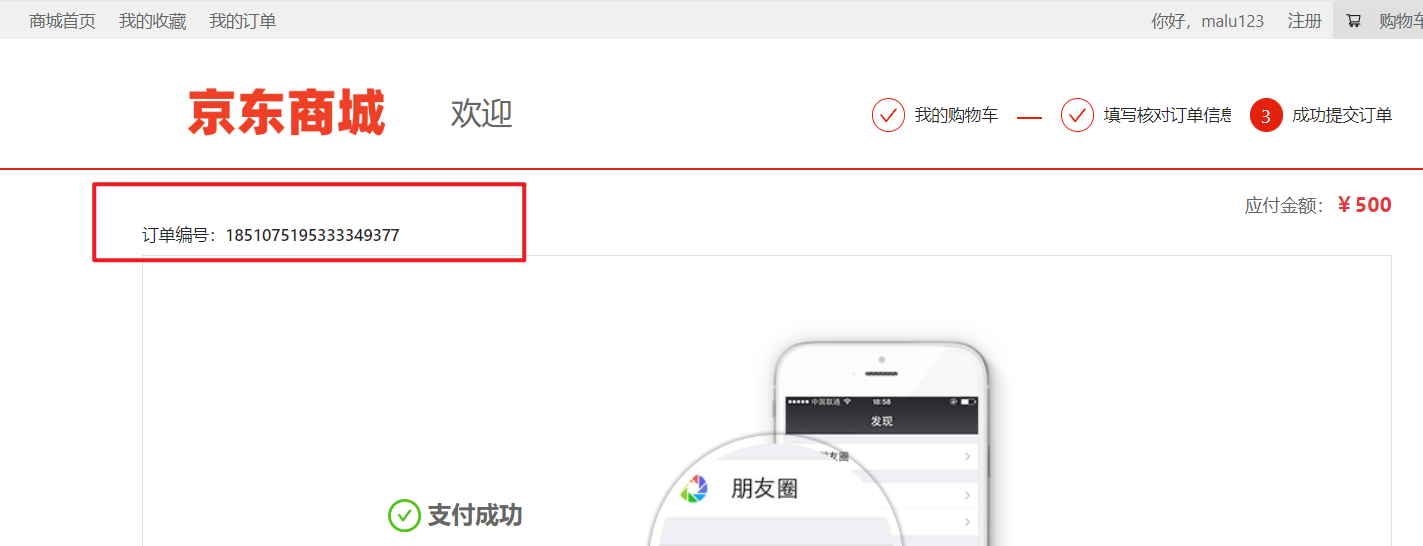 商城首页 我的收藏 我的订单 你好，malu123 注册 购物车
京东商城 欢迎 我的购物车 填写核对订单信息 3 成功提交订单
应付金额： ¥500
订单编号：1851075195333349377
中国联通 18:58
发现
友圈
朋友圈
支付成功